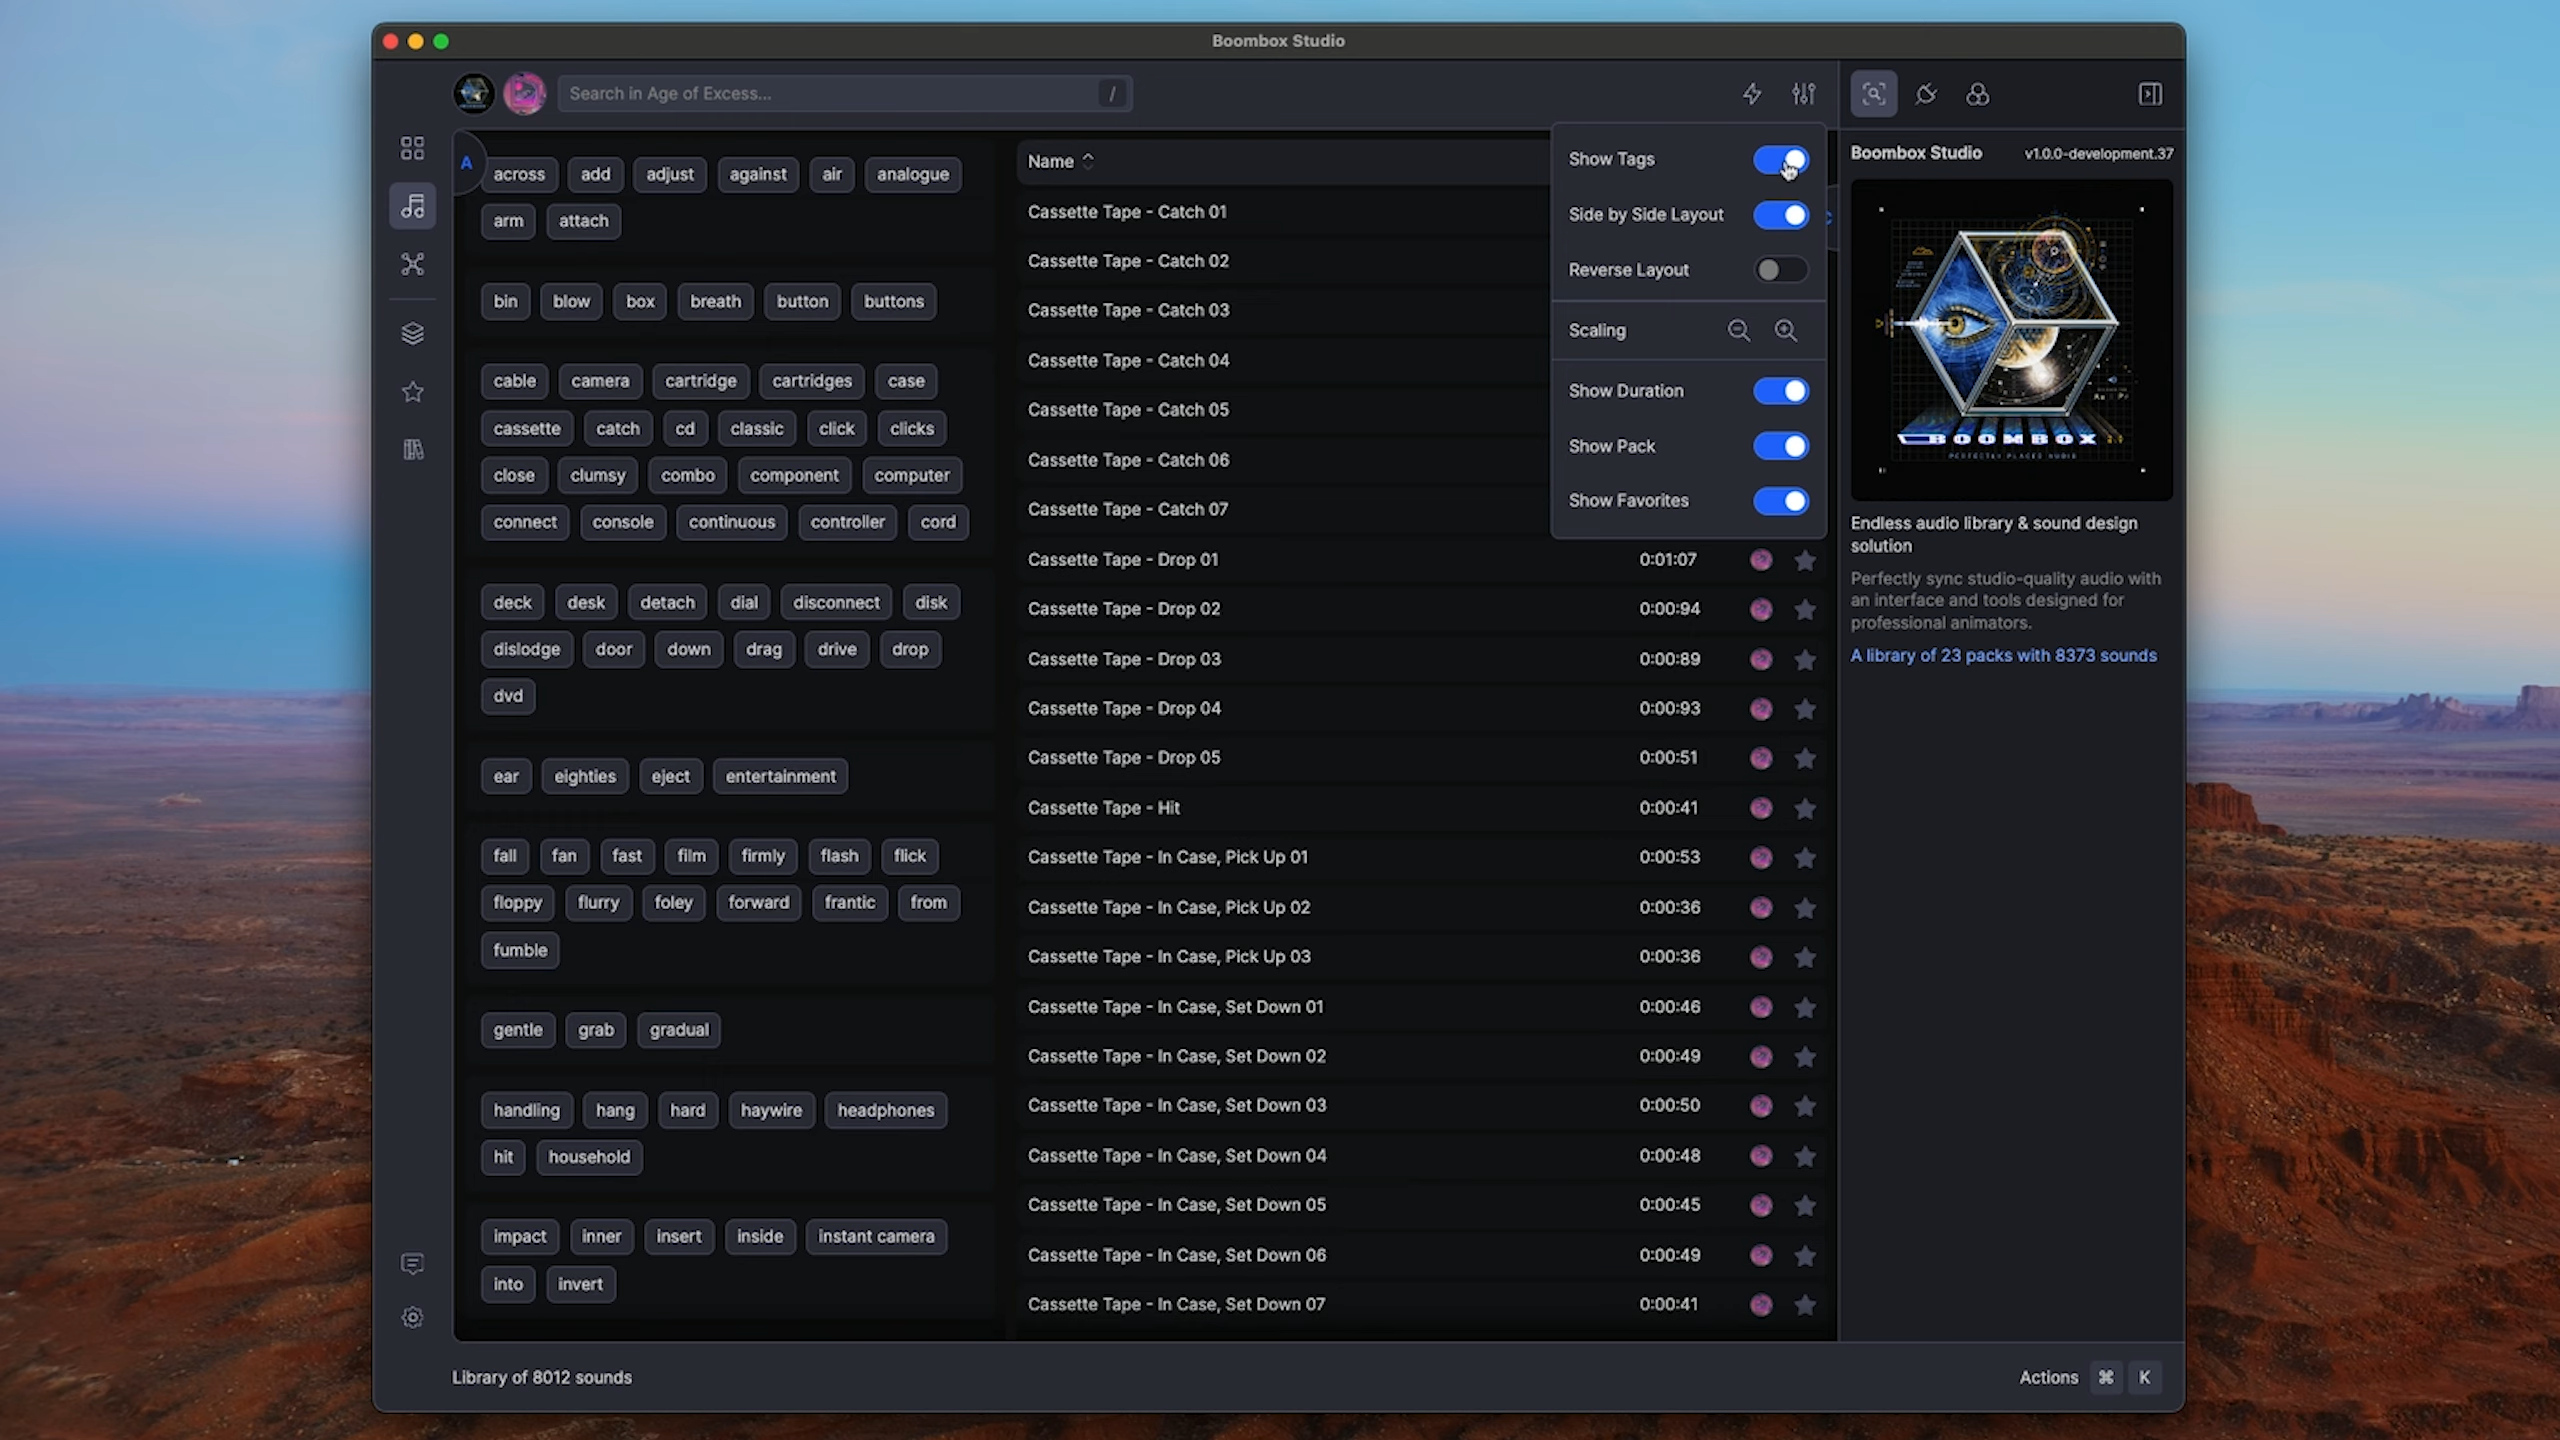 Boombox Studio
Search in Age of Excess... /
A
across add adjust against air analogue
arm attach
bin blow box breath button buttons
cable camera cartridge cartridges case
cassette catch cd classic click clicks
close clumsy combo component computer
connect console continuous controller cord
deck desk detach dial disconnect disk
dislodge door down drag drive drop
dvd
ear eighties eject entertainment
fall fan fast film firmly flash flick
floppy flurry foley forward frantic from
fumble
gentle grab gradual
handling hang hard haywire headphones
hit household
impact inner insert inside instant camera
into invert
Name
Cassette Tape - Catch 01
Cassette Tape - Catch 02
Cassette Tape - Catch 03
Cassette Tape - Catch 04
Cassette Tape - Catch 05
Cassette Tape - Catch 06
Cassette Tape - Catch 07
Cassette Tape - Drop 01 0:01:07
Cassette Tape - Drop 02 0:00:94
Cassette Tape - Drop 03 0:00:89
Cassette Tape - Drop 04 0:00:93
Cassette Tape - Drop 05 0:00:51
Cassette Tape - Hit 0:00:41
Cassette Tape - In Case, Pick Up 01 0:00:53
Cassette Tape - In Case, Pick Up 02 0:00:36
Cassette Tape - In Case, Pick Up 03 0:00:36
Cassette Tape - In Case, Set Down 01 0:00:46
Cassette Tape - In Case, Set Down 02 0:00:49
Cassette Tape - In Case, Set Down 03 0:00:50
Cassette Tape - In Case, Set Down 04 0:00:48
Cassette Tape - In Case, Set Down 05 0:00:45
Cassette Tape - In Case, Set Down 06 0:00:49
Cassette Tape - In Case, Set Down 07 0:00:41
Show Tags
Side by Side Layout
Reverse Layout
Scaling
Show Duration
Show Pack
Show Favorites
Boombox Studio v1.0.0-development.37
BOOMBOX
PERFECTLY PLACED AUDIO
Endless audio library & sound design
solution
Perfectly sync studio-quality audio with
an interface and tools designed for
professional animators.
A library of 23 packs with 8373 sounds
Library of 8012 sounds
Actions ⌘ K